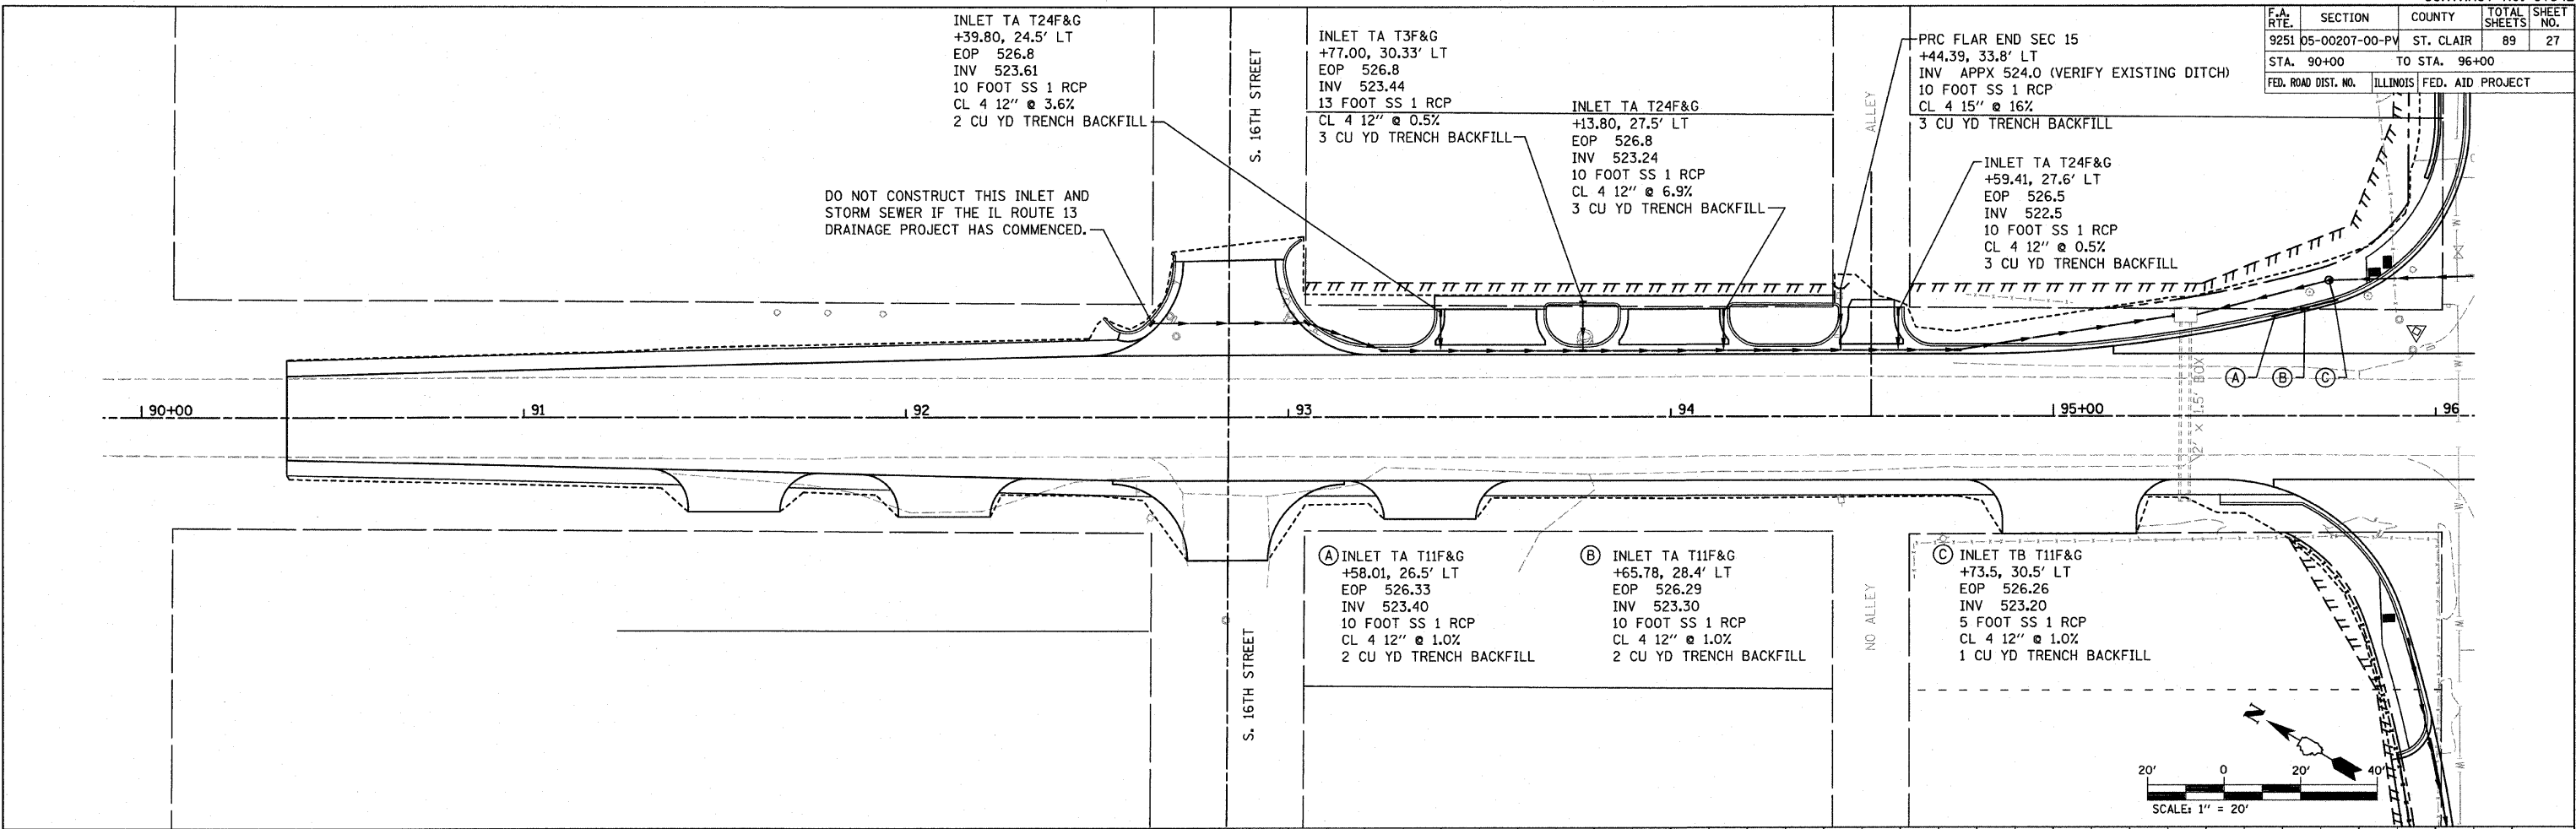 F.A. RTE. SECTION COUNTY TOTAL SHEETS SHEET NO.
9251 05-00207-00-PV ST. CLAIR 89 27
STA. 90+00 TO STA. 96+00
FED. ROAD DIST. NO. ILLINOIS FED. AID PROJECT
INLET TA T24F&G
+39.80, 24.5' LT
EOP 526.8
INV 523.61
10 FOOT SS 1 RCP
CL 4 12" @ 3.6%
2 CU YD TRENCH BACKFILL
S. 16TH STREET
INLET TA T3F&G
+77.00, 30.33' LT
EOP 526.8
INV 523.44
13 FOOT SS 1 RCP
CL 4 12" @ 0.5%
3 CU YD TRENCH BACKFILL
INLET TA T24F&G
+13.80, 27.5' LT
EOP 526.8
INV 523.24
10 FOOT SS 1 RCP
CL 4 12" @ 6.9%
3 CU YD TRENCH BACKFILL
ALLEY
PRC FLAR END SEC 15
+44.39, 33.8' LT
INV APPX 524.0 (VERIFY EXISTING DITCH)
10 FOOT SS 1 RCP
CL 4 15" @ 16%
3 CU YD TRENCH BACKFILL
INLET TA T24F&G
+59.41, 27.6' LT
EOP 526.5
INV 522.5
10 FOOT SS 1 RCP
CL 4 12" @ 0.5%
3 CU YD TRENCH BACKFILL
DO NOT CONSTRUCT THIS INLET AND
STORM SEWER IF THE IL ROUTE 13
DRAINAGE PROJECT HAS COMMENCED.
A B C
90+00 91 92 93 94 95+00 96
2' X 1.5' BOX
A INLET TA T11F&G
+58.01, 26.5' LT
EOP 526.33
INV 523.40
10 FOOT SS 1 RCP
CL 4 12" @ 1.0%
2 CU YD TRENCH BACKFILL
B INLET TA T11F&G
+65.78, 28.4' LT
EOP 526.29
INV 523.30
10 FOOT SS 1 RCP
CL 4 12" @ 1.0%
2 CU YD TRENCH BACKFILL
C INLET TB T11F&G
+73.5, 30.5' LT
EOP 526.26
INV 523.20
5 FOOT SS 1 RCP
CL 4 12" @ 1.0%
1 CU YD TRENCH BACKFILL
S. 16TH STREET
NO ALLEY
N
20' 0 20' 40'
SCALE: 1" = 20'